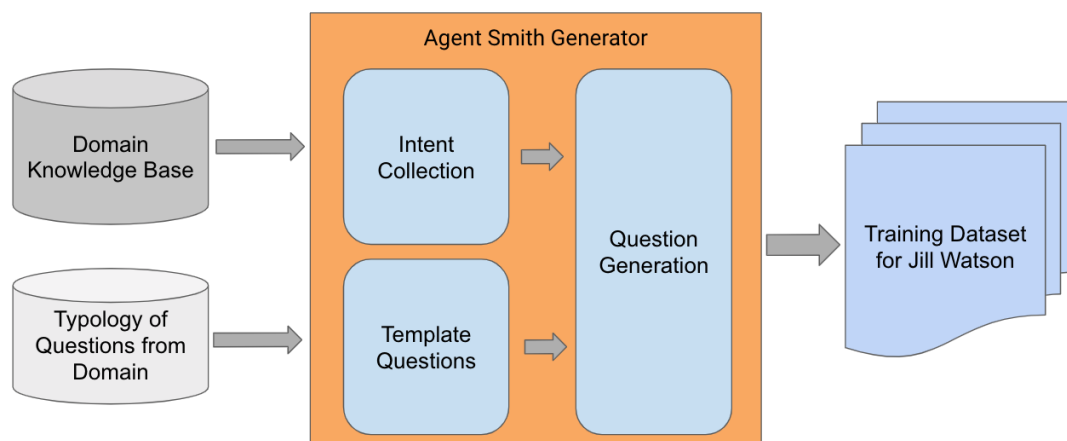 Agent Smith Generator
Domain
Knowledge Base
Intent
Collection
Typology of
Questions from
Domain
Template
Questions
Question
Generation
Training Dataset
for Jill Watson